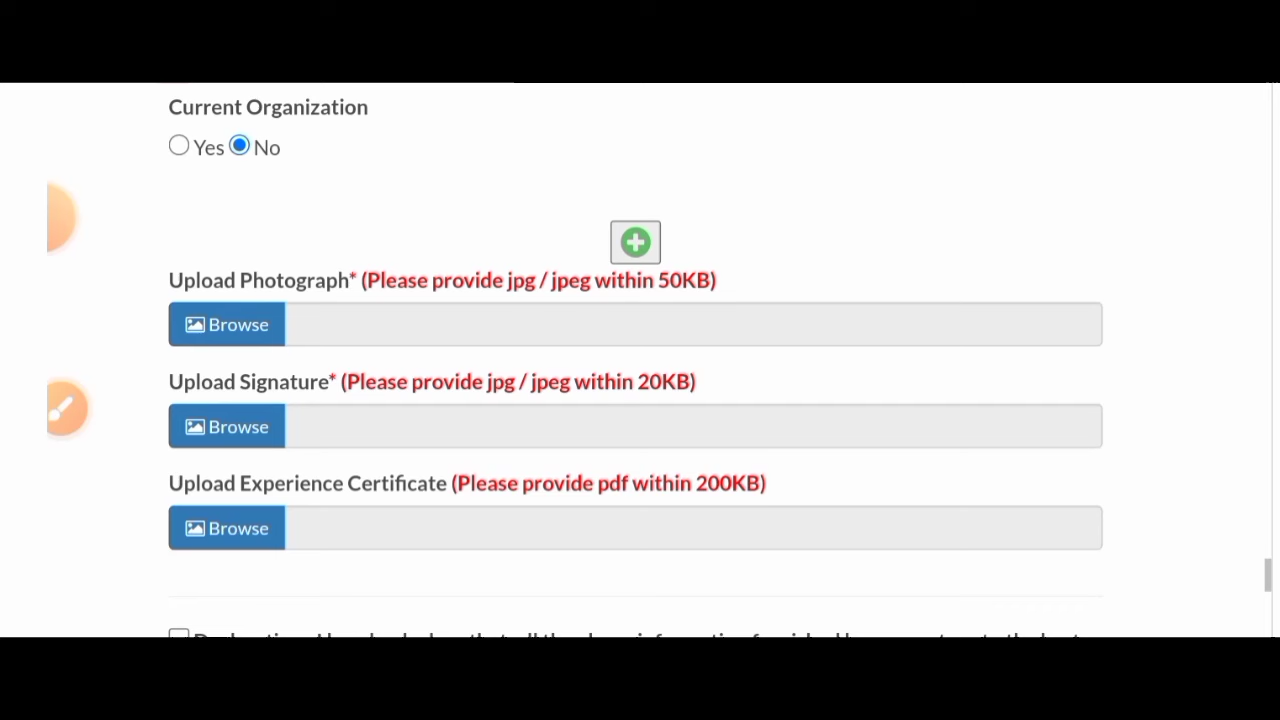 Current Organization
Yes No
Upload Photograph* (Please provide jpg / jpeg within 50KB)
Browse
Upload Signature* (Please provide jpg / jpeg within 20KB)
Browse
Upload Experience Certificate (Please provide pdf within 200KB)
Browse